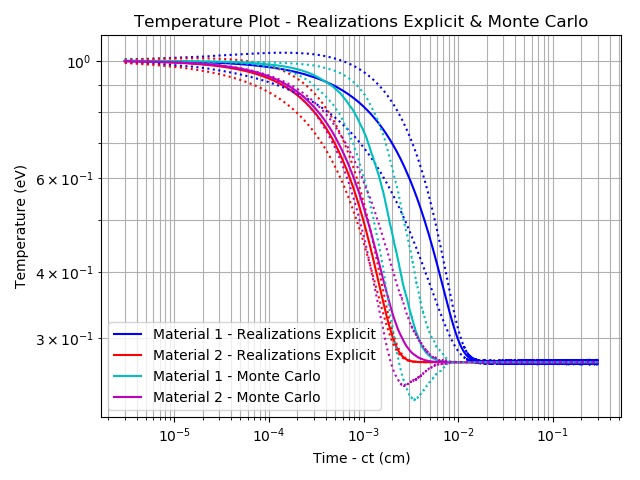 Temperature Plot - Realizations Explicit & Monte Carlo
Temperature (eV)
10⁰
6 × 10⁻¹
4 × 10⁻¹
3 × 10⁻¹
Material 1 - Realizations Explicit
Material 2 - Realizations Explicit
Material 1 - Monte Carlo
Material 2 - Monte Carlo
10⁻⁵ 10⁻⁴ 10⁻³ 10⁻² 10⁻¹
Time - ct (cm)